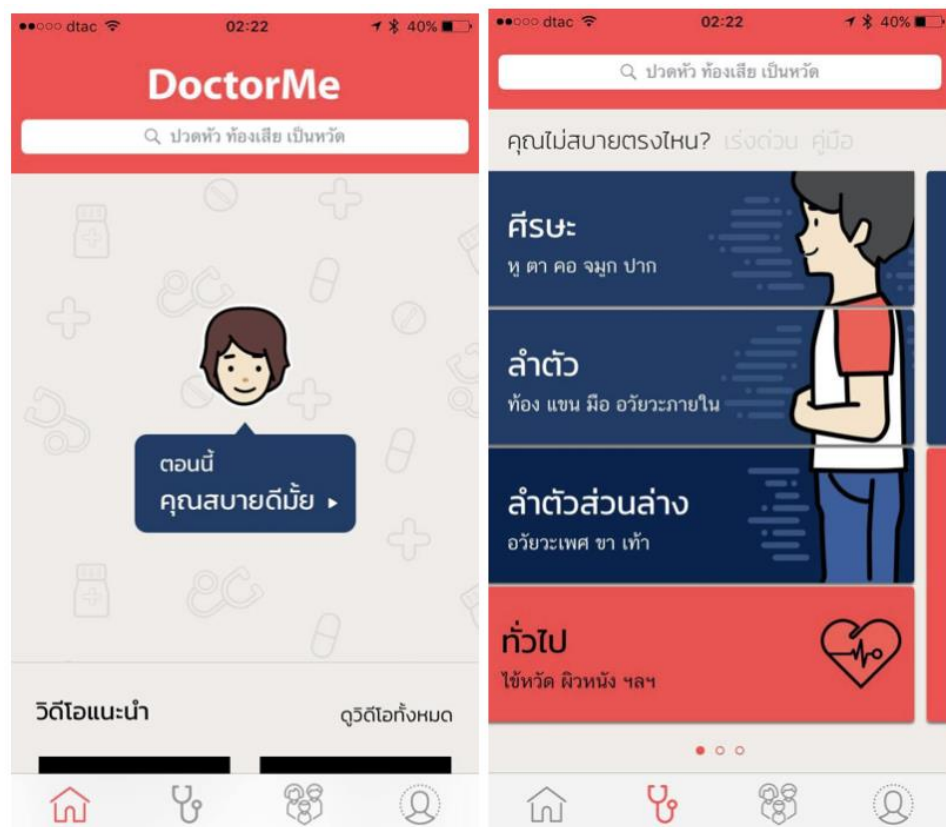 dtac 02:22 40%
DoctorMe
ปวดหัว ท้องเสีย เป็นหวัด
ตอนนี้
คุณสบายดีมั้ย
วิดีโอแนะนำ ดูวิดีโอทั้งหมด
dtac 02:22 40%
ปวดหัว ท้องเสีย เป็นหวัด
คุณไม่สบายตรงไหน? เร่งด่วน คู่มือ
ศีรษะ
หู ตา คอ จมูก ปาก
ลำตัว
ท้อง แขน มือ อวัยวะภายใน
ลำตัวส่วนล่าง
อวัยวะเพศ ขา เท้า
ทั่วไป
ไข้หวัด ผิวหนัง ฯลฯ